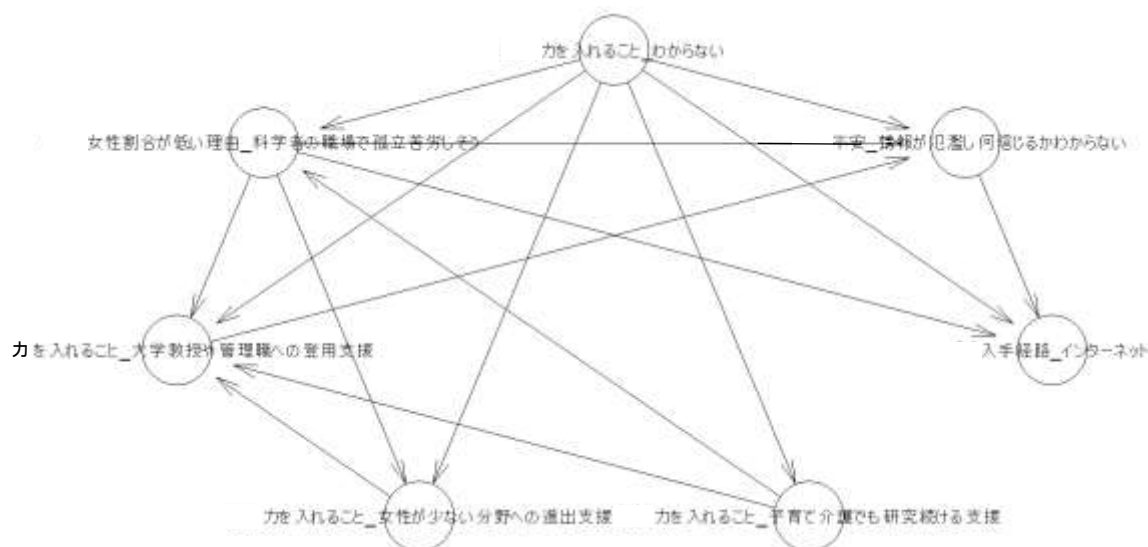 力を入れること_わからない
女性割合が低い理由_科学者の職場で孤立苦労しそう
不安_情報が氾濫し何信じるかわからない
力を入れること_大学教授や管理職への登用支援
入手経路_インターネット
力を入れること_女性が少ない分野への進出支援
力を入れること_子育て介護でも研究続ける支援